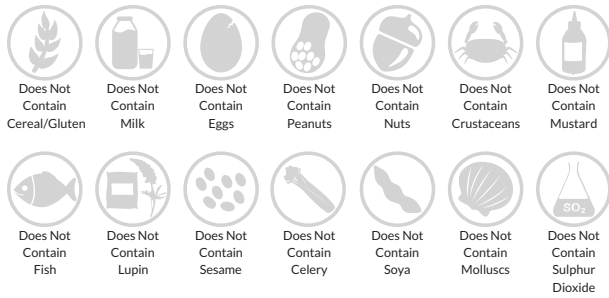 Does Not
Contain
Cereal/Gluten
Does Not
Contain
Milk
Does Not
Contain
Eggs
Does Not
Contain
Peanuts
Does Not
Contain
Nuts
Does Not
Contain
Crustaceans
Does Not
Contain
Mustard
Does Not
Contain
Fish
Does Not
Contain
Lupin
Does Not
Contain
Sesame
Does Not
Contain
Celery
Does Not
Contain
Soya
Does Not
Contain
Molluscs
SO₂
Does Not
Contain
Sulphur
Dioxide